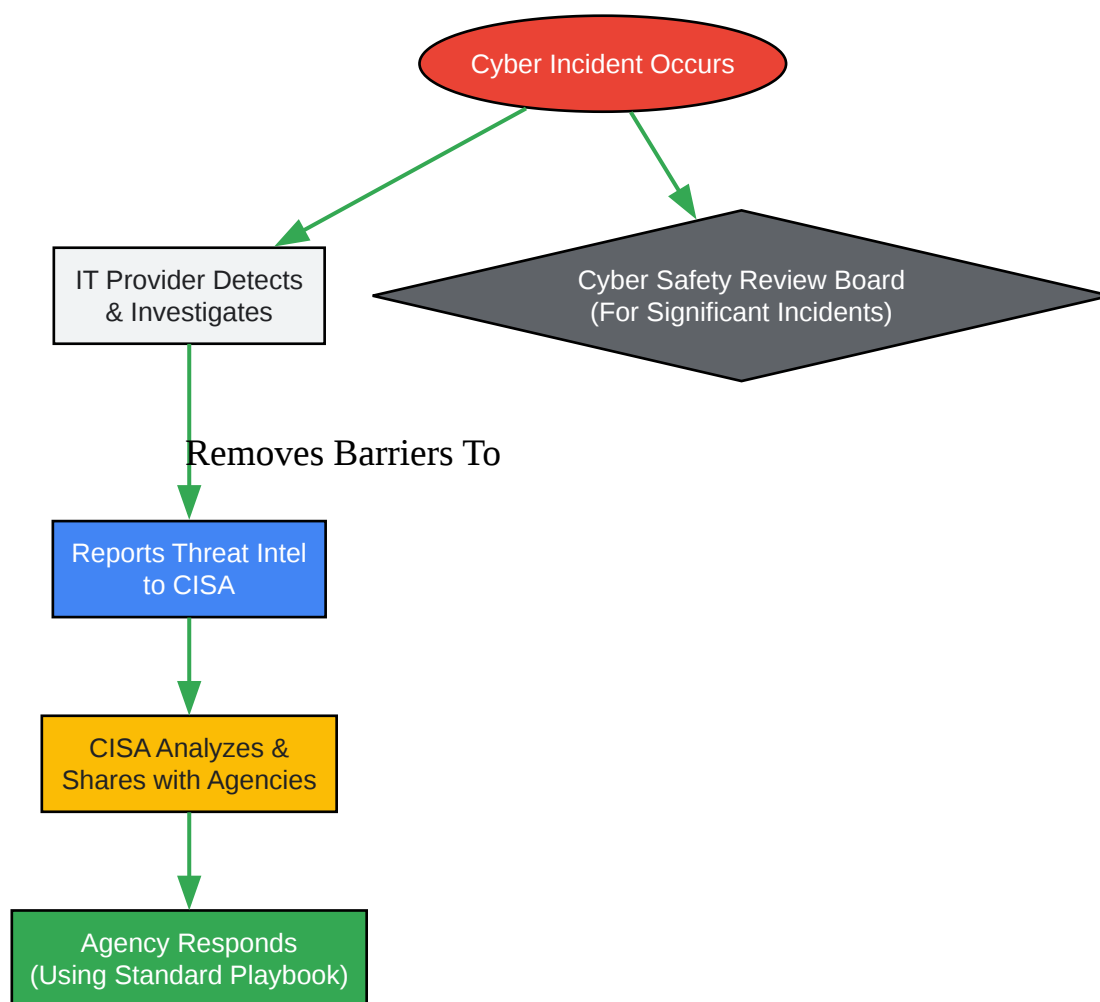 Cyber Incident Occurs
IT Provider Detects
& Investigates
Cyber Safety Review Board
(For Significant Incidents)
Removes Barriers To
Reports Threat Intel
to CISA
CISA Analyzes &
Shares with Agencies
Agency Responds
(Using Standard Playbook)